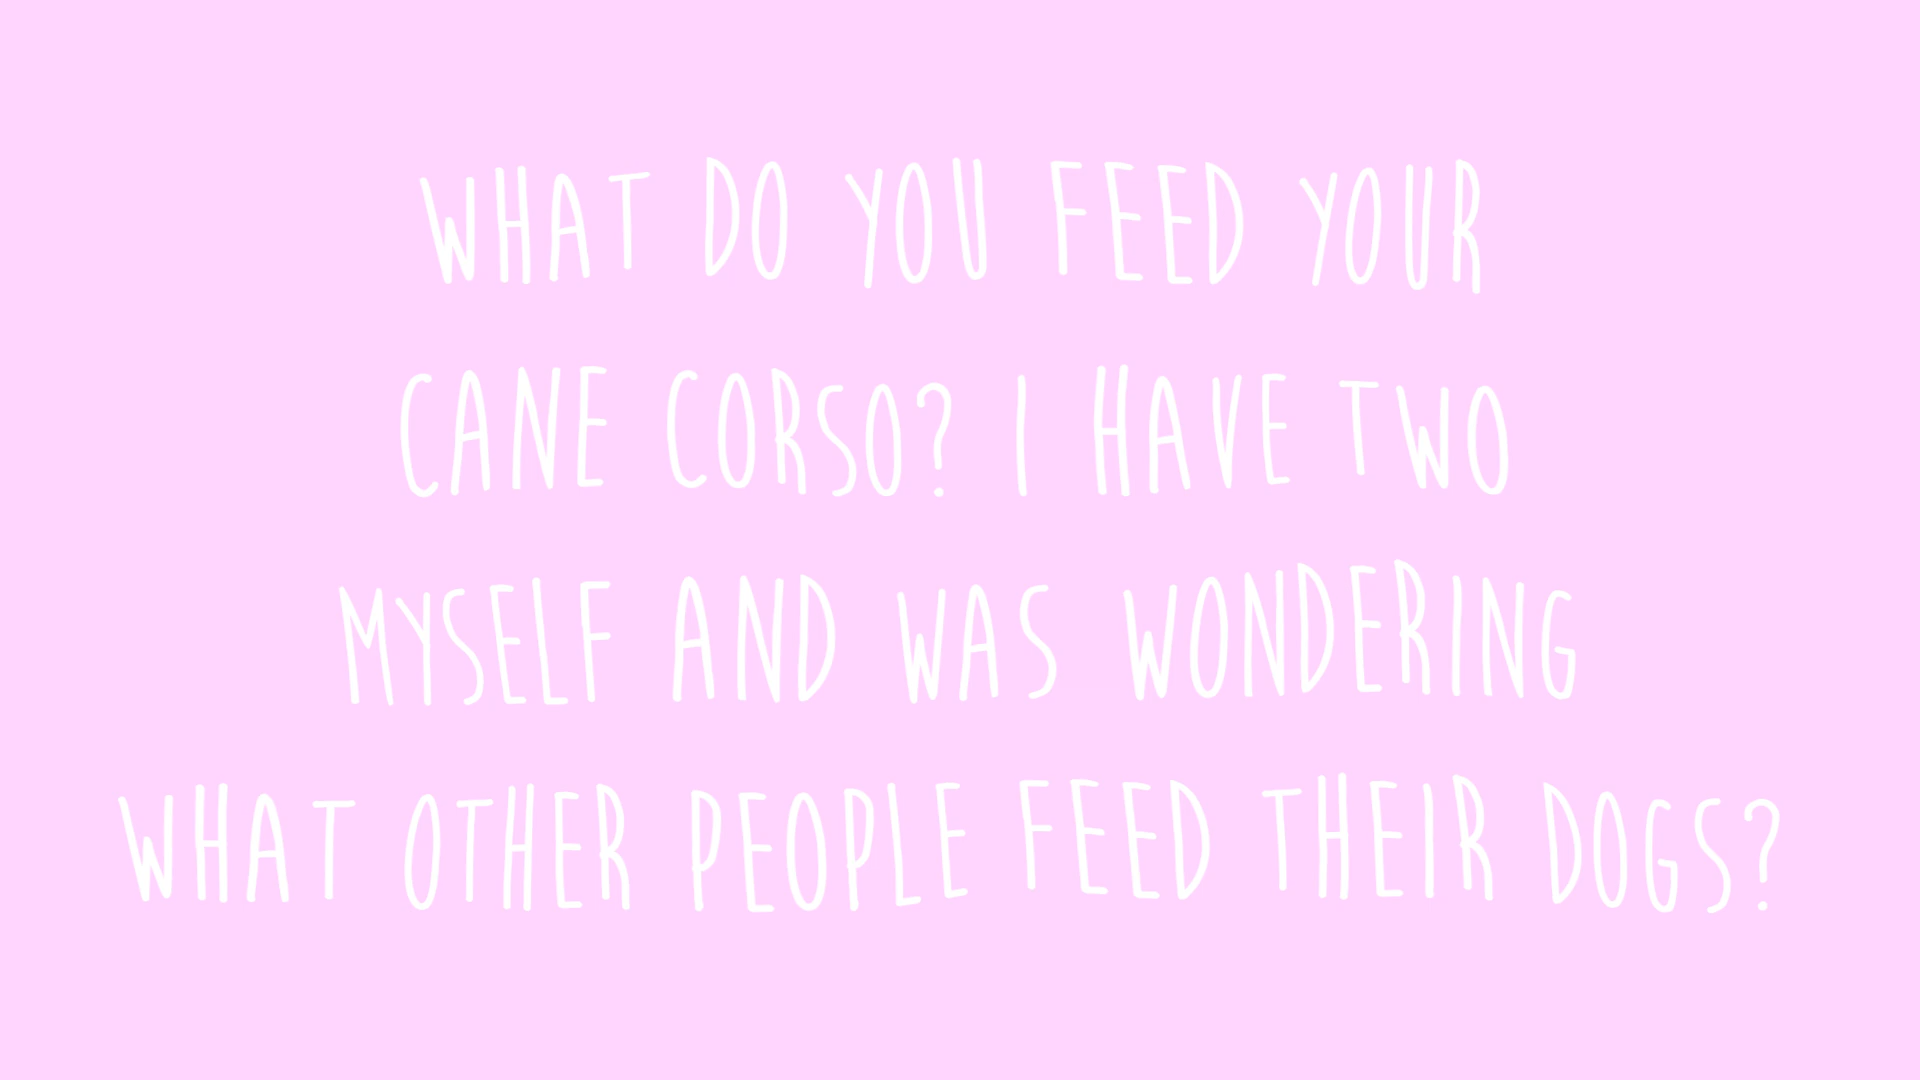 WHAT DO YOU FEED YOUR
CANE CORSO? I HAVE TWO
MYSELF AND WAS WONDERING
WHAT OTHER PEOPLE FEED THEIR DOGS?